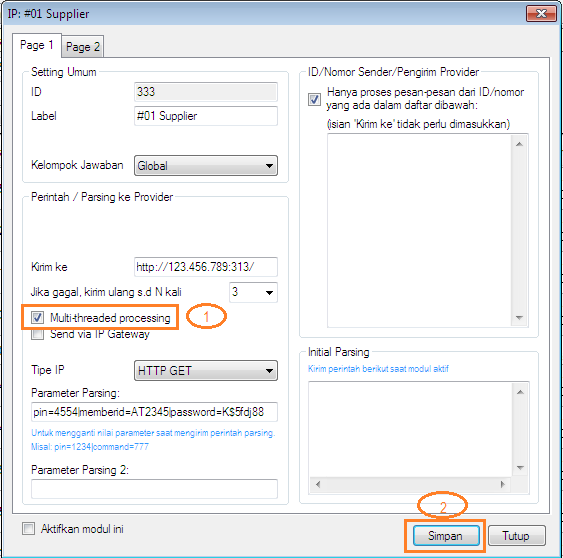 IP: #01 Supplier
Page 1
Page 2
Setting Umum
ID
333
Label
#01 Supplier
Kelompok Jawaban
Global
Perintah / Parsing ke Provider
Kirim ke
http://123.456.789:313/
Jika gagal, kirim ulang s.d N kali
3
Multi-threaded processing
1
Send via IP Gateway
Tipe IP
HTTP GET
Parameter Parsing:
pin=4554|memberid=AT2345|password=K$5fdj88
Untuk mengganti nilai parameter saat mengirim perintah parsing.
Misal: pin=1234|command=777
Parameter Parsing 2:
Aktifkan modul ini
ID/Nomor Sender/Pengirim Provider
Hanya proses pesan-pesan dari ID/nomor
yang ada dalam daftar dibawah:
(isian 'Kirim ke' tidak perlu dimasukkan)
Initial Parsing
Kirim perintah berikut saat modul aktif
2
Simpan
Tutup